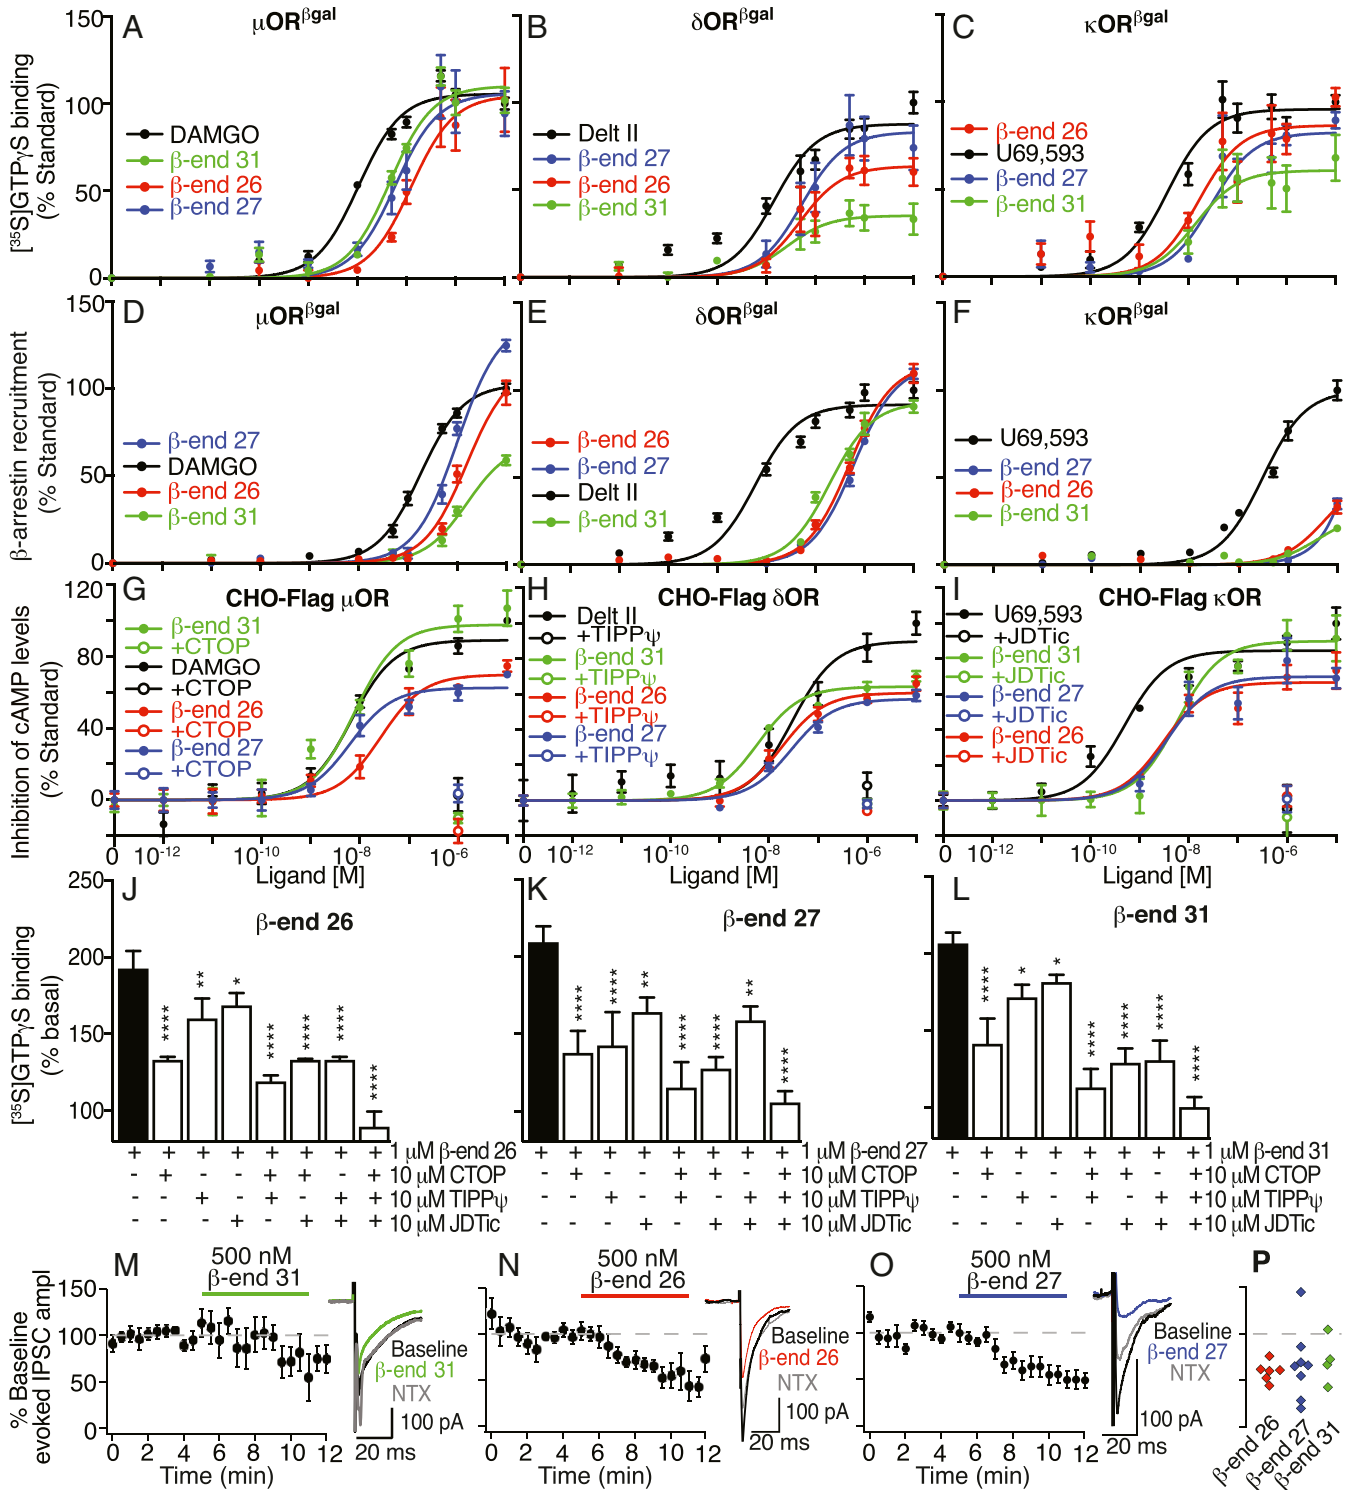 A μORβgal
B δORβgal
C κORβgal
[35S]GTPγS binding
(% Standard)
150
100
50
0
DAMGO
β-end 31
β-end 26
β-end 27
Delt II
β-end 27
β-end 26
β-end 31
β-end 26
U69,593
β-end 27
β-end 31
D μORβgal
E δORβgal
F κORβgal
β-arrestin recruitment
(% Standard)
150
100
50
0
β-end 27
DAMGO
β-end 26
β-end 31
β-end 26
β-end 27
Delt II
β-end 31
U69,593
β-end 27
β-end 26
β-end 31
G CHO-Flag μOR
H CHO-Flag δOR
I CHO-Flag κOR
Inhibition of cAMP levels
(% Standard)
120
80
40
0
β-end 31
+CTOP
DAMGO
+CTOP
β-end 26
+CTOP
β-end 27
+CTOP
Delt II
+TIPPψ
β-end 31
+TIPPψ
β-end 26
+TIPPψ
β-end 27
+TIPPψ
U69,593
+JDTic
β-end 31
+JDTic
β-end 27
+JDTic
β-end 26
+JDTic
0 10-12 10-10 10-8 10-6
0 10-12 10-10 10-8 10-6
0 10-12 10-10 10-8 10-6
Ligand [M]
Ligand [M]
Ligand [M]
J β-end 26
K β-end 27
L β-end 31
[35S]GTPγS binding
(% basal)
250
200
150
100
**** ** * **** **** **** ****
**** **** ** **** **** ** ****
**** * * **** **** **** ****
+ + + + + + + + 1 μM β-end 26
- + - - + + - + 10 μM CTOP
- - + - + - + + 10 μM TIPPψ
- - - + - + + + 10 μM JDTic
+ + + + + + + + 1 μM β-end 27
- + - - + + - + 10 μM CTOP
- - + - + - + + 10 μM TIPPψ
- - - + - + + + 10 μM JDTic
+ + + + + + + + 1 μM β-end 31
- + - - + + - + 10 μM CTOP
- - + - + - + + 10 μM TIPPψ
- - - + - + + + 10 μM JDTic
M 500 nM
β-end 31
% Baseline
evoked IPSC ampl
150
100
50
0
0 2 4 6 8 10 12
Time (min)
Baseline
β-end 31
NTX
100 pA
20 ms
N 500 nM
β-end 26
0 2 4 6 8 10 12
Time (min)
Baseline
β-end 26
NTX
100 pA
20 ms
O 500 nM
β-end 27
0 2 4 6 8 10 12
Time (min)
Baseline
β-end 27
NTX
100 pA
20 ms
P
β-end 26
β-end 27
β-end 31